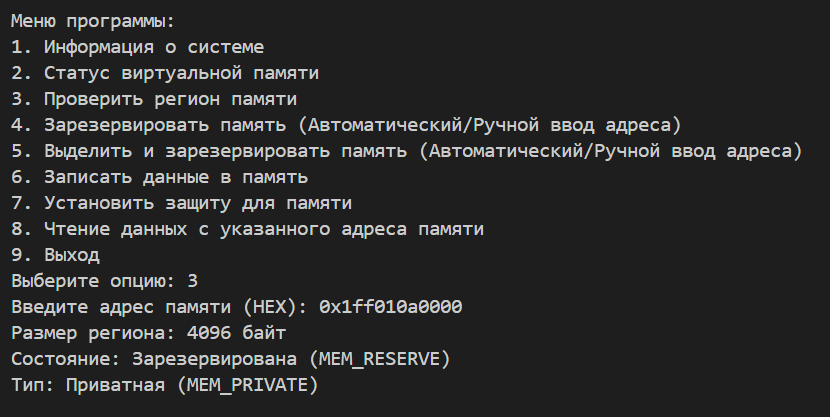 Меню программы:
1. Информация о системе
2. Статус виртуальной памяти
3. Проверить регион памяти
4. Зарезервировать память (Автоматический/Ручной ввод адреса)
5. Выделить и зарезервировать память (Автоматический/Ручной ввод адреса)
6. Записать данные в память
7. Установить защиту для памяти
8. Чтение данных с указанного адреса памяти
9. Выход
Выберите опцию: 3
Введите адрес памяти (HEX): 0x1ff010a0000
Размер региона: 4096 байт
Состояние: Зарезервирована (MEM_RESERVE)
Тип: Приватная (MEM_PRIVATE)